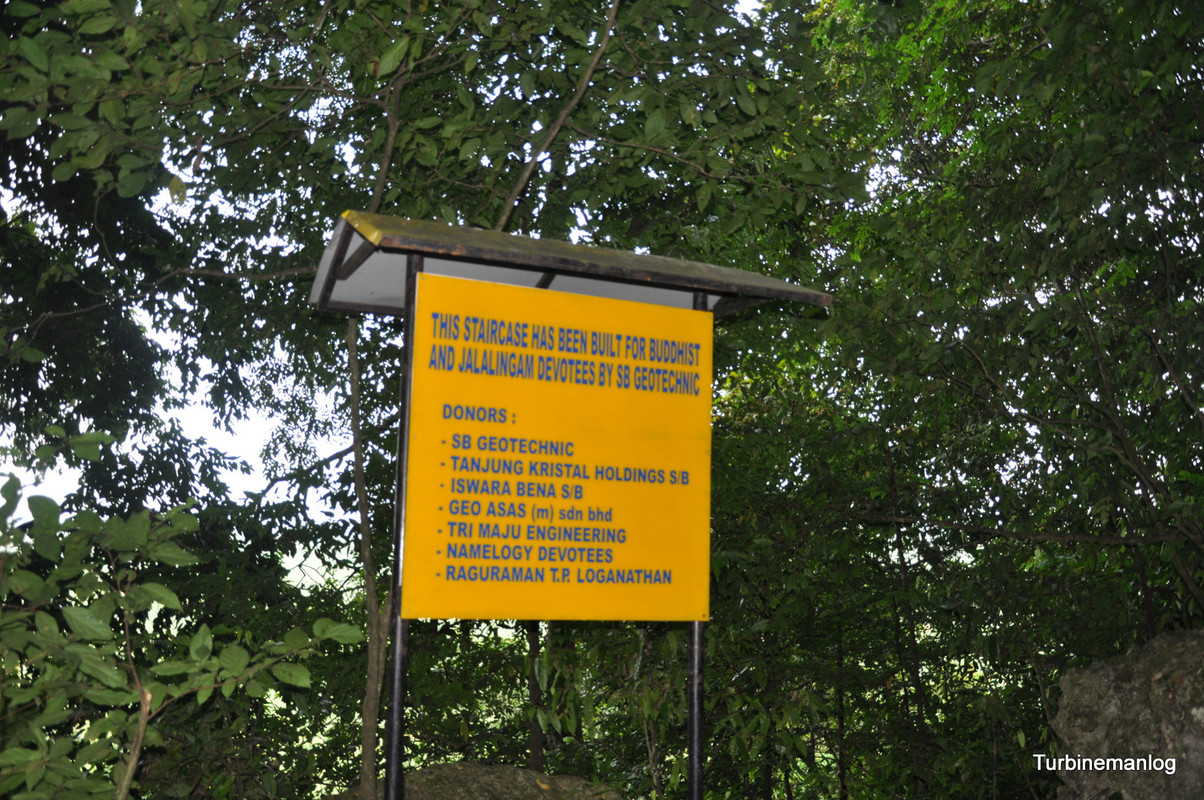 THIS STAIRCASE HAS BEEN BUILT FOR BUDDHIST
AND JALALINGAM DEVOTEES BY SB GEOTECHNIC
DONORS :
- SB GEOTECHNIC
- TANJUNG KRISTAL HOLDINGS S/B
- ISWARA BENA S/B
- GEO ASAS (m) sdn bhd
- TRI MAJU ENGINEERING
- NAMELOGY DEVOTEES
- RAGURAMAN T.P. LOGANATHAN
Turbinemanlog